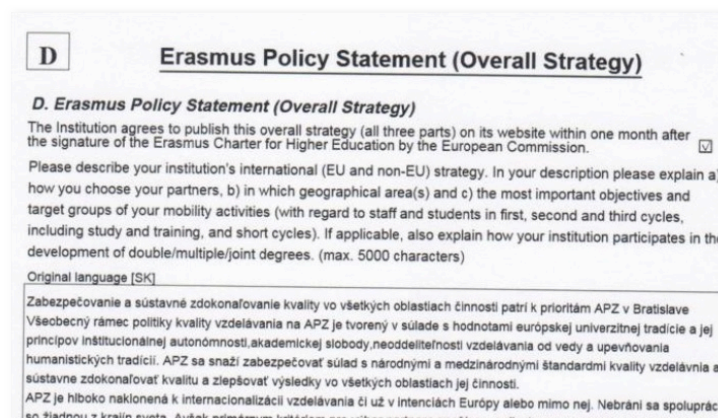 D
Erasmus Policy Statement (Overall Strategy)
D. Erasmus Policy Statement (Overall Strategy)
The Institution agrees to publish this overall strategy (all three parts) on its website within one month after
the signature of the Erasmus Charter for Higher Education by the European Commission.
Please describe your institution's international (EU and non-EU) strategy. In your description please explain a)
how you choose your partners, b) in which geographical area(s) and c) the most important objectives and
target groups of your mobility activities (with regard to staff and students in first, second and third cycles,
including study and training, and short cycles). If applicable, also explain how your institution participates in the
development of double/multiple/joint degrees. (max. 5000 characters)
Original language [SK]
Zabezpečovanie a sústavné zdokonaľovanie kvality vo všetkých oblastiach činnosti patrí k prioritám APZ v Bratislave
Všeobecný rámec politiky kvality vzdelávania na APZ je tvorený v súlade s hodnotami európskej univerzitnej tradície a jej
princípov inštitucionálnej autonómnosti,akademickej slobody,neoddeliteľnosti vzdelávania od vedy a upevňovania
humanistických tradícií. APZ sa snaží zabezpečovať súlad s národnými a medzinárodnými štandardmi kvality vzdelávnia a
sústavne zdokonaľovať kvalitu a zlepšovať výsledky vo všetkých oblastiach jej činnosti.
APZ je hlboko naklonená k internacionalizácii vzdelávania či už v intenciách Európy alebo mimo nej. Nebráni sa spoluprác
so žiadnou z krajín sveta. Avšak primárnym kritériom